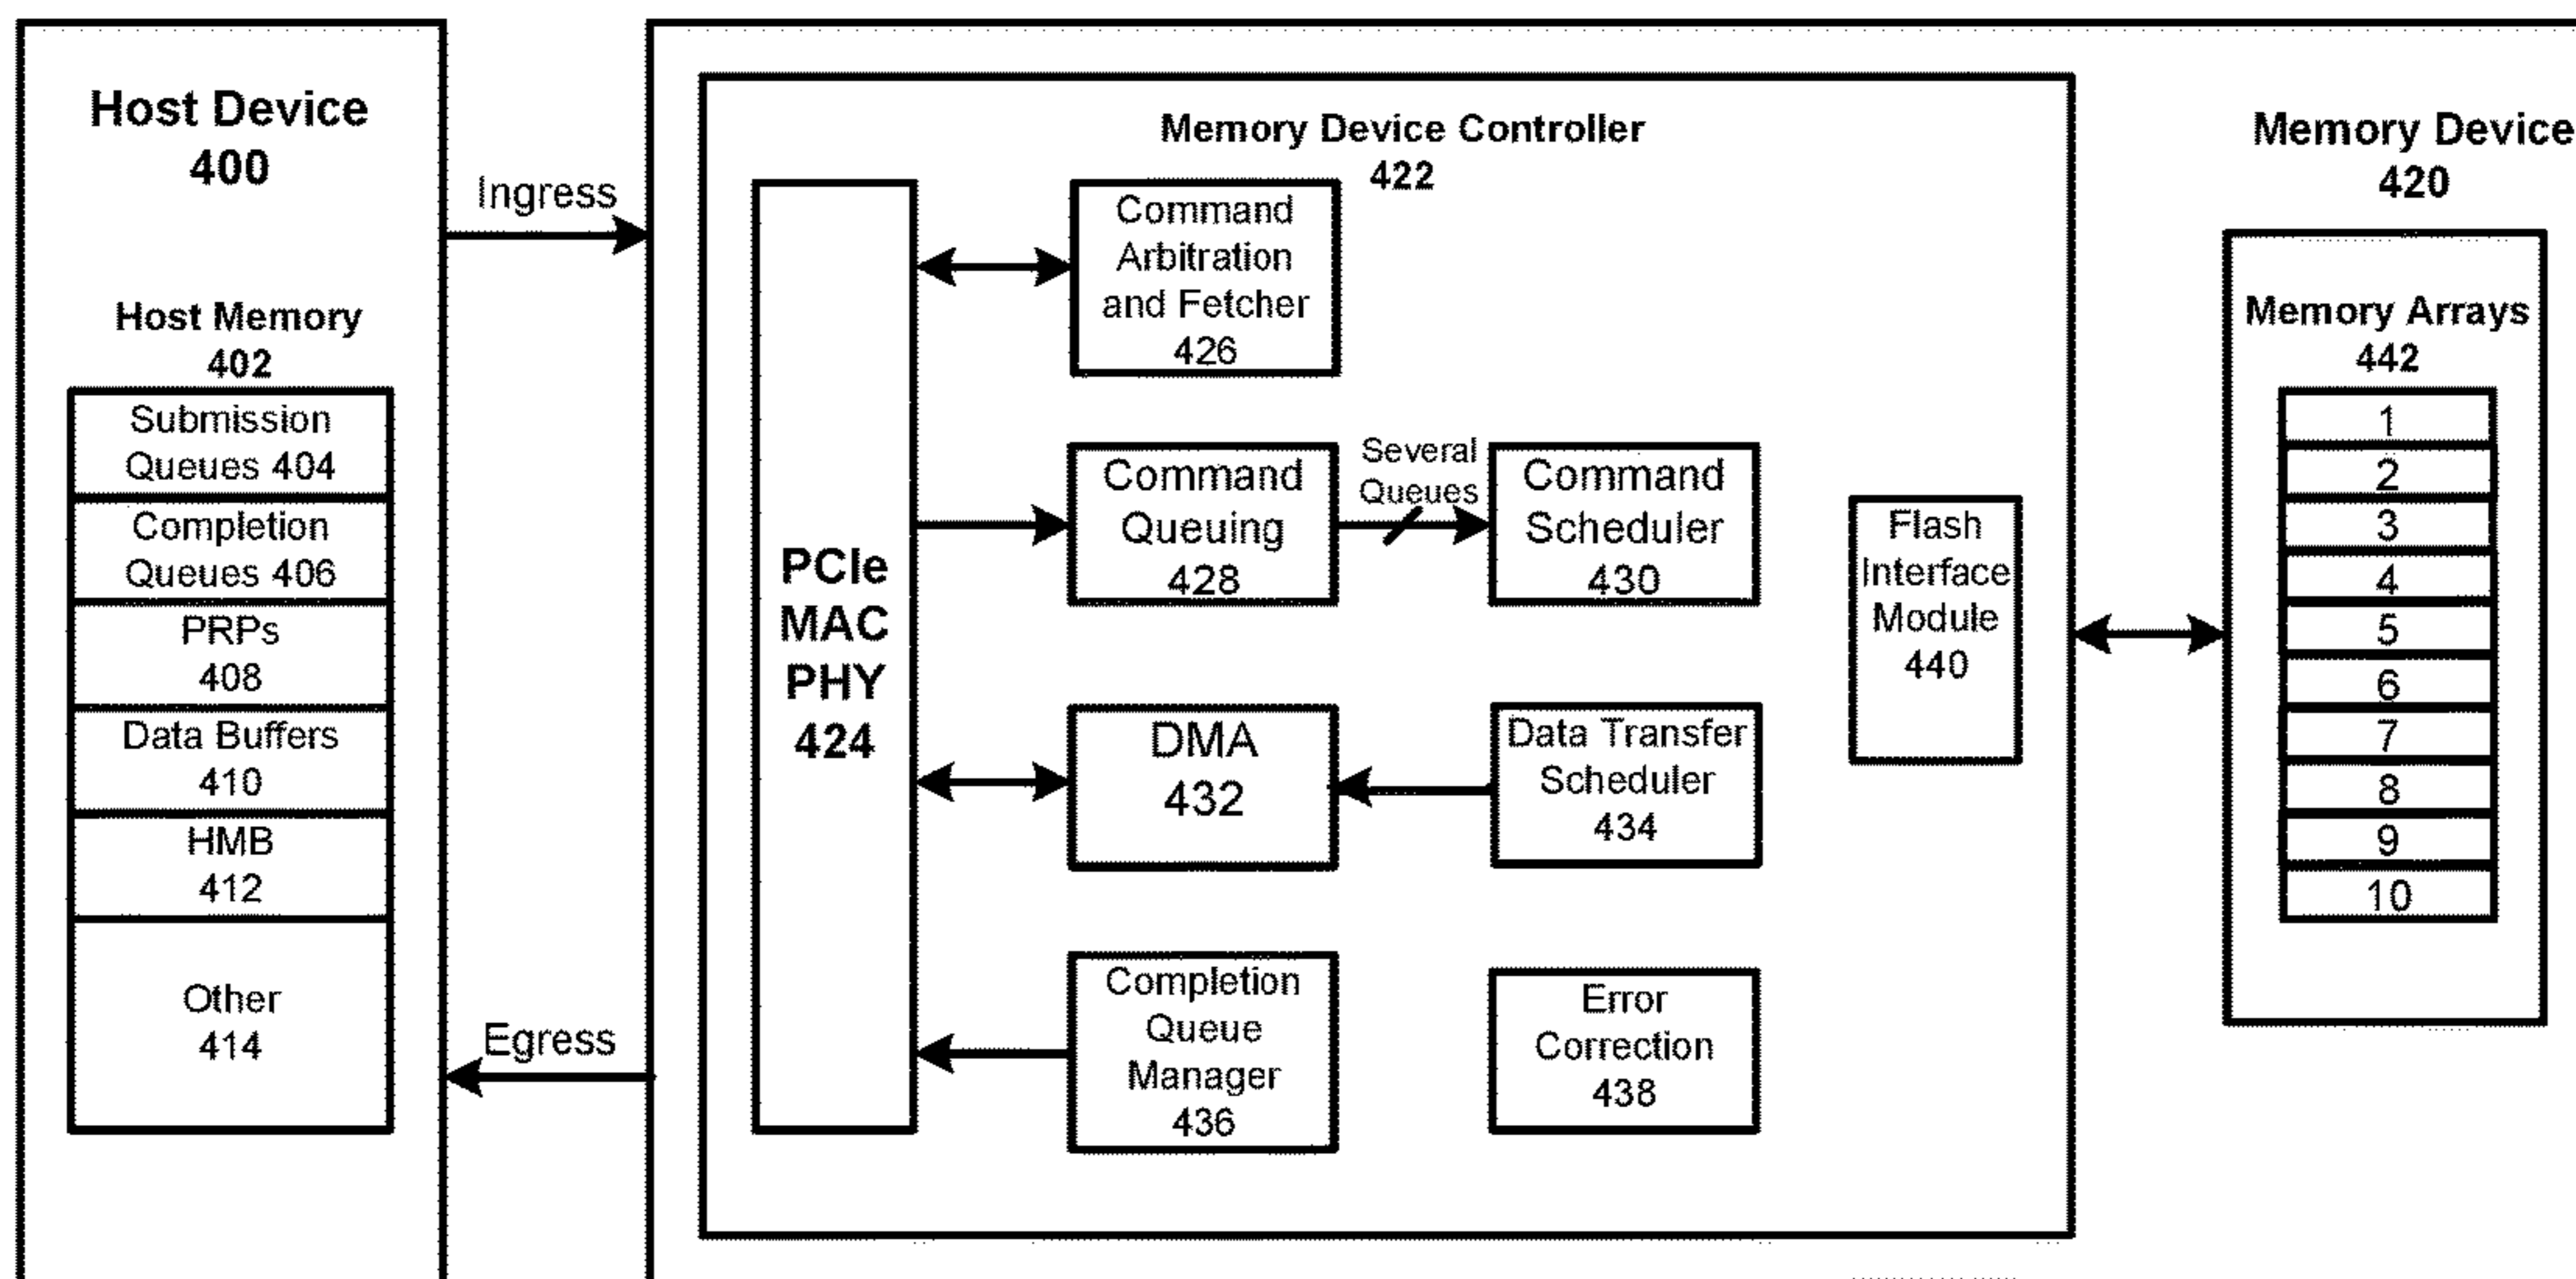 Host Device
400
Host Memory
402
Submission
Queues 404
Completion
Queues 406
PRPs
408
Data Buffers
410
HMB
412
Other
414
Ingress
Egress
Memory Device Controller
422
PCIe
MAC
PHY
424
Command
Arbitration
and Fetcher
426
Command
Queuing
428
Several
Queues
Command
Scheduler
430
DMA
432
Data Transfer
Scheduler
434
Completion
Queue
Manager
436
Error
Correction
438
Flash
Interface
Module
440
Memory Device
420
Memory Arrays
442
1
2
3
4
5
6
7
8
9
10